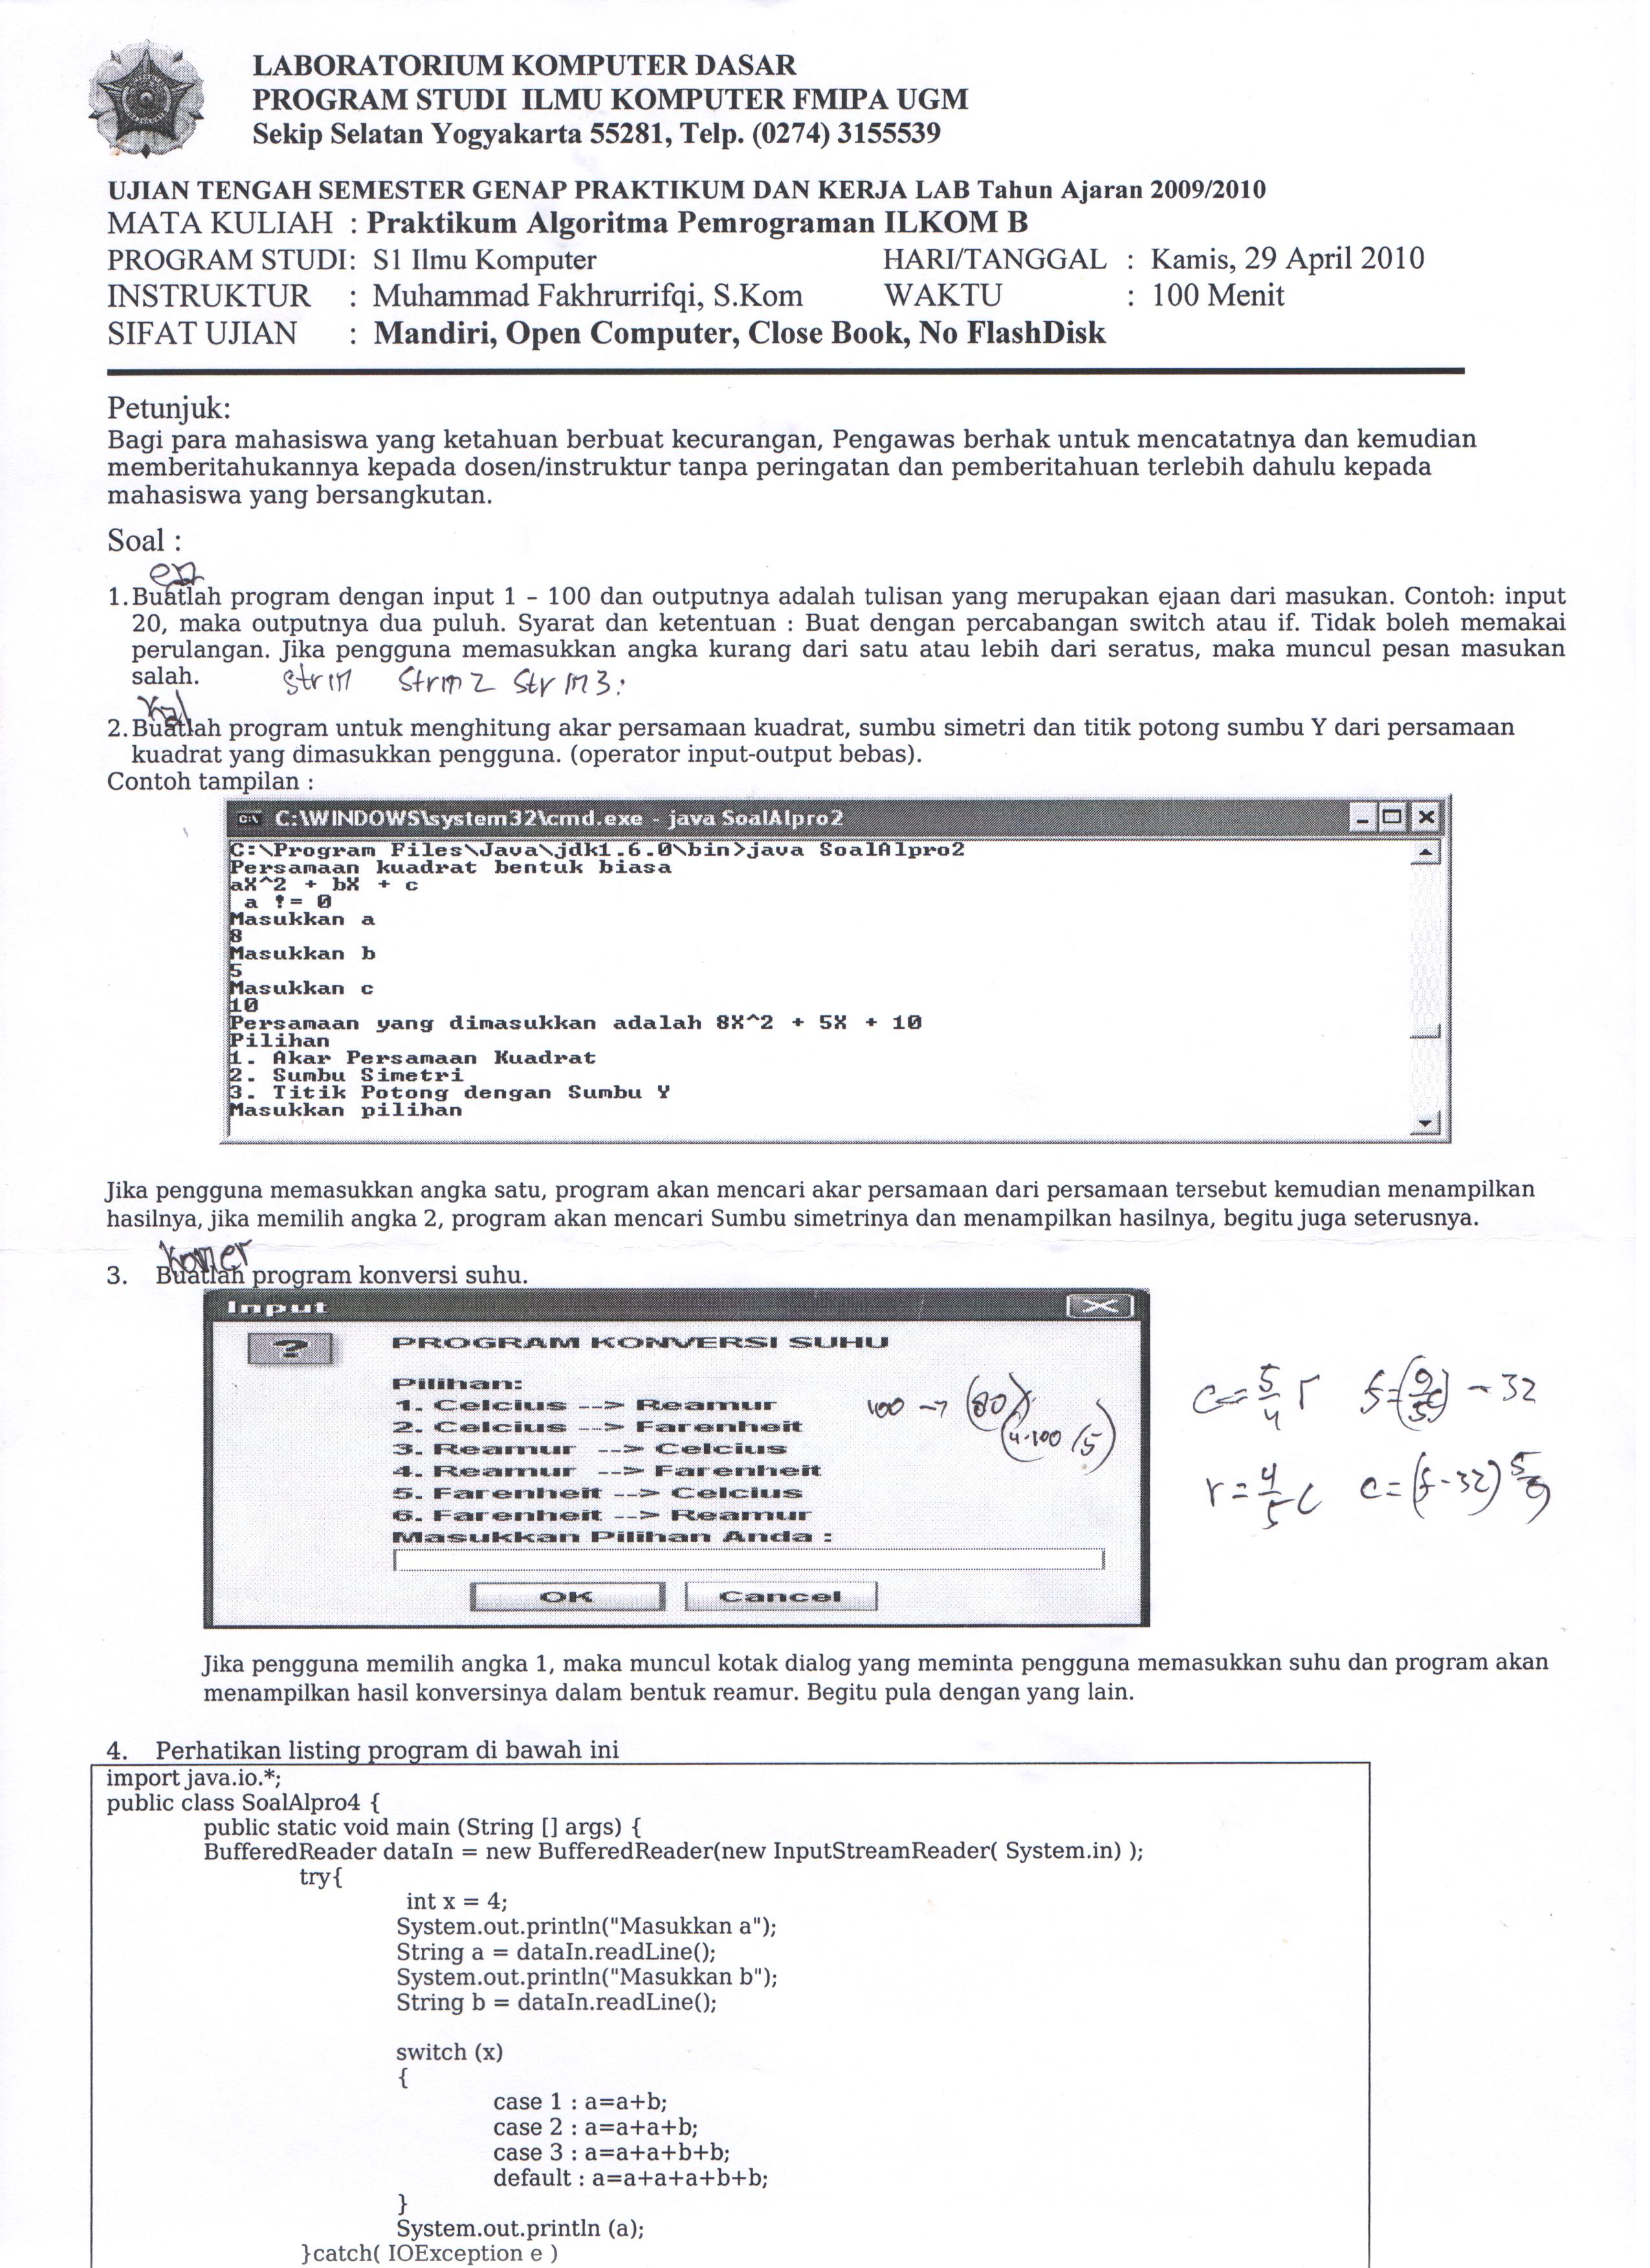 LABORATORIUM KOMPUTER DASAR
PROGRAM STUDI ILMU KOMPUTER FMIPA UGM
Sekip Selatan Yogyakarta 55281, Telp. (0274) 3155539
UJIAN TENGAH SEMESTER GENAP PRAKTIKUM DAN KERJA LAB Tahun Ajaran 2009/2010
MATA KULIAH : Praktikum Algoritma Pemrograman ILKOM B
PROGRAM STUDI: S1 Ilmu Komputer HARI/TANGGAL : Kamis, 29 April 2010
INSTRUKTUR : Muhammad Fakhrurrifqi, S.Kom WAKTU : 100 Menit
SIFAT UJIAN : Mandiri, Open Computer, Close Book, No FlashDisk
Petunjuk:
Bagi para mahasiswa yang ketahuan berbuat kecurangan, Pengawas berhak untuk mencatatnya dan kemudian
memberitahukannya kepada dosen/instruktur tanpa peringatan dan pemberitahuan terlebih dahulu kepada
mahasiswa yang bersangkutan.
Soal :
1. Buatlah program dengan input 1 – 100 dan outputnya adalah tulisan yang merupakan ejaan dari masukan. Contoh: input
20, maka outputnya dua puluh. Syarat dan ketentuan : Buat dengan percabangan switch atau if. Tidak boleh memakai
perulangan. Jika pengguna memasukkan angka kurang dari satu atau lebih dari seratus, maka muncul pesan masukan
salah.
2. Buatlah program untuk menghitung akar persamaan kuadrat, sumbu simetri dan titik potong sumbu Y dari persamaan
kuadrat yang dimasukkan pengguna. (operator input-output bebas).
Contoh tampilan :
C:\WINDOWS\system32\cmd.exe - java SoalAlpro2
C:\Program Files\Java\jdk1.6.0\bin>java SoalAlpro2
Persamaan kuadrat bentuk biasa
aX^2 + bX + c
a != 0
Masukkan a
8
Masukkan b
5
Masukkan c
10
Persamaan yang dimasukkan adalah 8X^2 + 5X + 10
Pilihan
1. Akar Persamaan Kuadrat
2. Sumbu Simetri
3. Titik Potong dengan Sumbu Y
Masukkan pilihan
Jika pengguna memasukkan angka satu, program akan mencari akar persamaan dari persamaan tersebut kemudian menampilkan
hasilnya, jika memilih angka 2, program akan mencari Sumbu simetrinya dan menampilkan hasilnya, begitu juga seterusnya.
3. Buatlah program konversi suhu.
Input
?
PROGRAM KONVERSI SUHU
Pilihan:
1. Celcius --> Reamur
2. Celcius --> Farenheit
3. Reamur --> Celcius
4. Reamur --> Farenheit
5. Farenheit --> Celcius
6. Farenheit --> Reamur
Masukkan Pilihan Anda :
OK Cancel
100 → (80)
(4.100/5)
c = 5/4 r f = (9/5 c) - 32
r = 4/5 c c = (f-32) 5/9
Jika pengguna memilih angka 1, maka muncul kotak dialog yang meminta pengguna memasukkan suhu dan program akan
menampilkan hasil konversinya dalam bentuk reamur. Begitu pula dengan yang lain.
4. Perhatikan listing program di bawah ini
import java.io.*;
public class SoalAlpro4 {
public static void main (String [] args) {
BufferedReader dataIn = new BufferedReader(new InputStreamReader( System.in) );
try{
int x = 4;
System.out.println("Masukkan a");
String a = dataIn.readLine();
System.out.println("Masukkan b");
String b = dataIn.readLine();
switch (x)
{
case 1 : a=a+b;
case 2 : a=a+a+b;
case 3 : a=a+a+b+b;
default : a=a+a+a+b+b;
}
System.out.println (a);
}catch( IOException e )